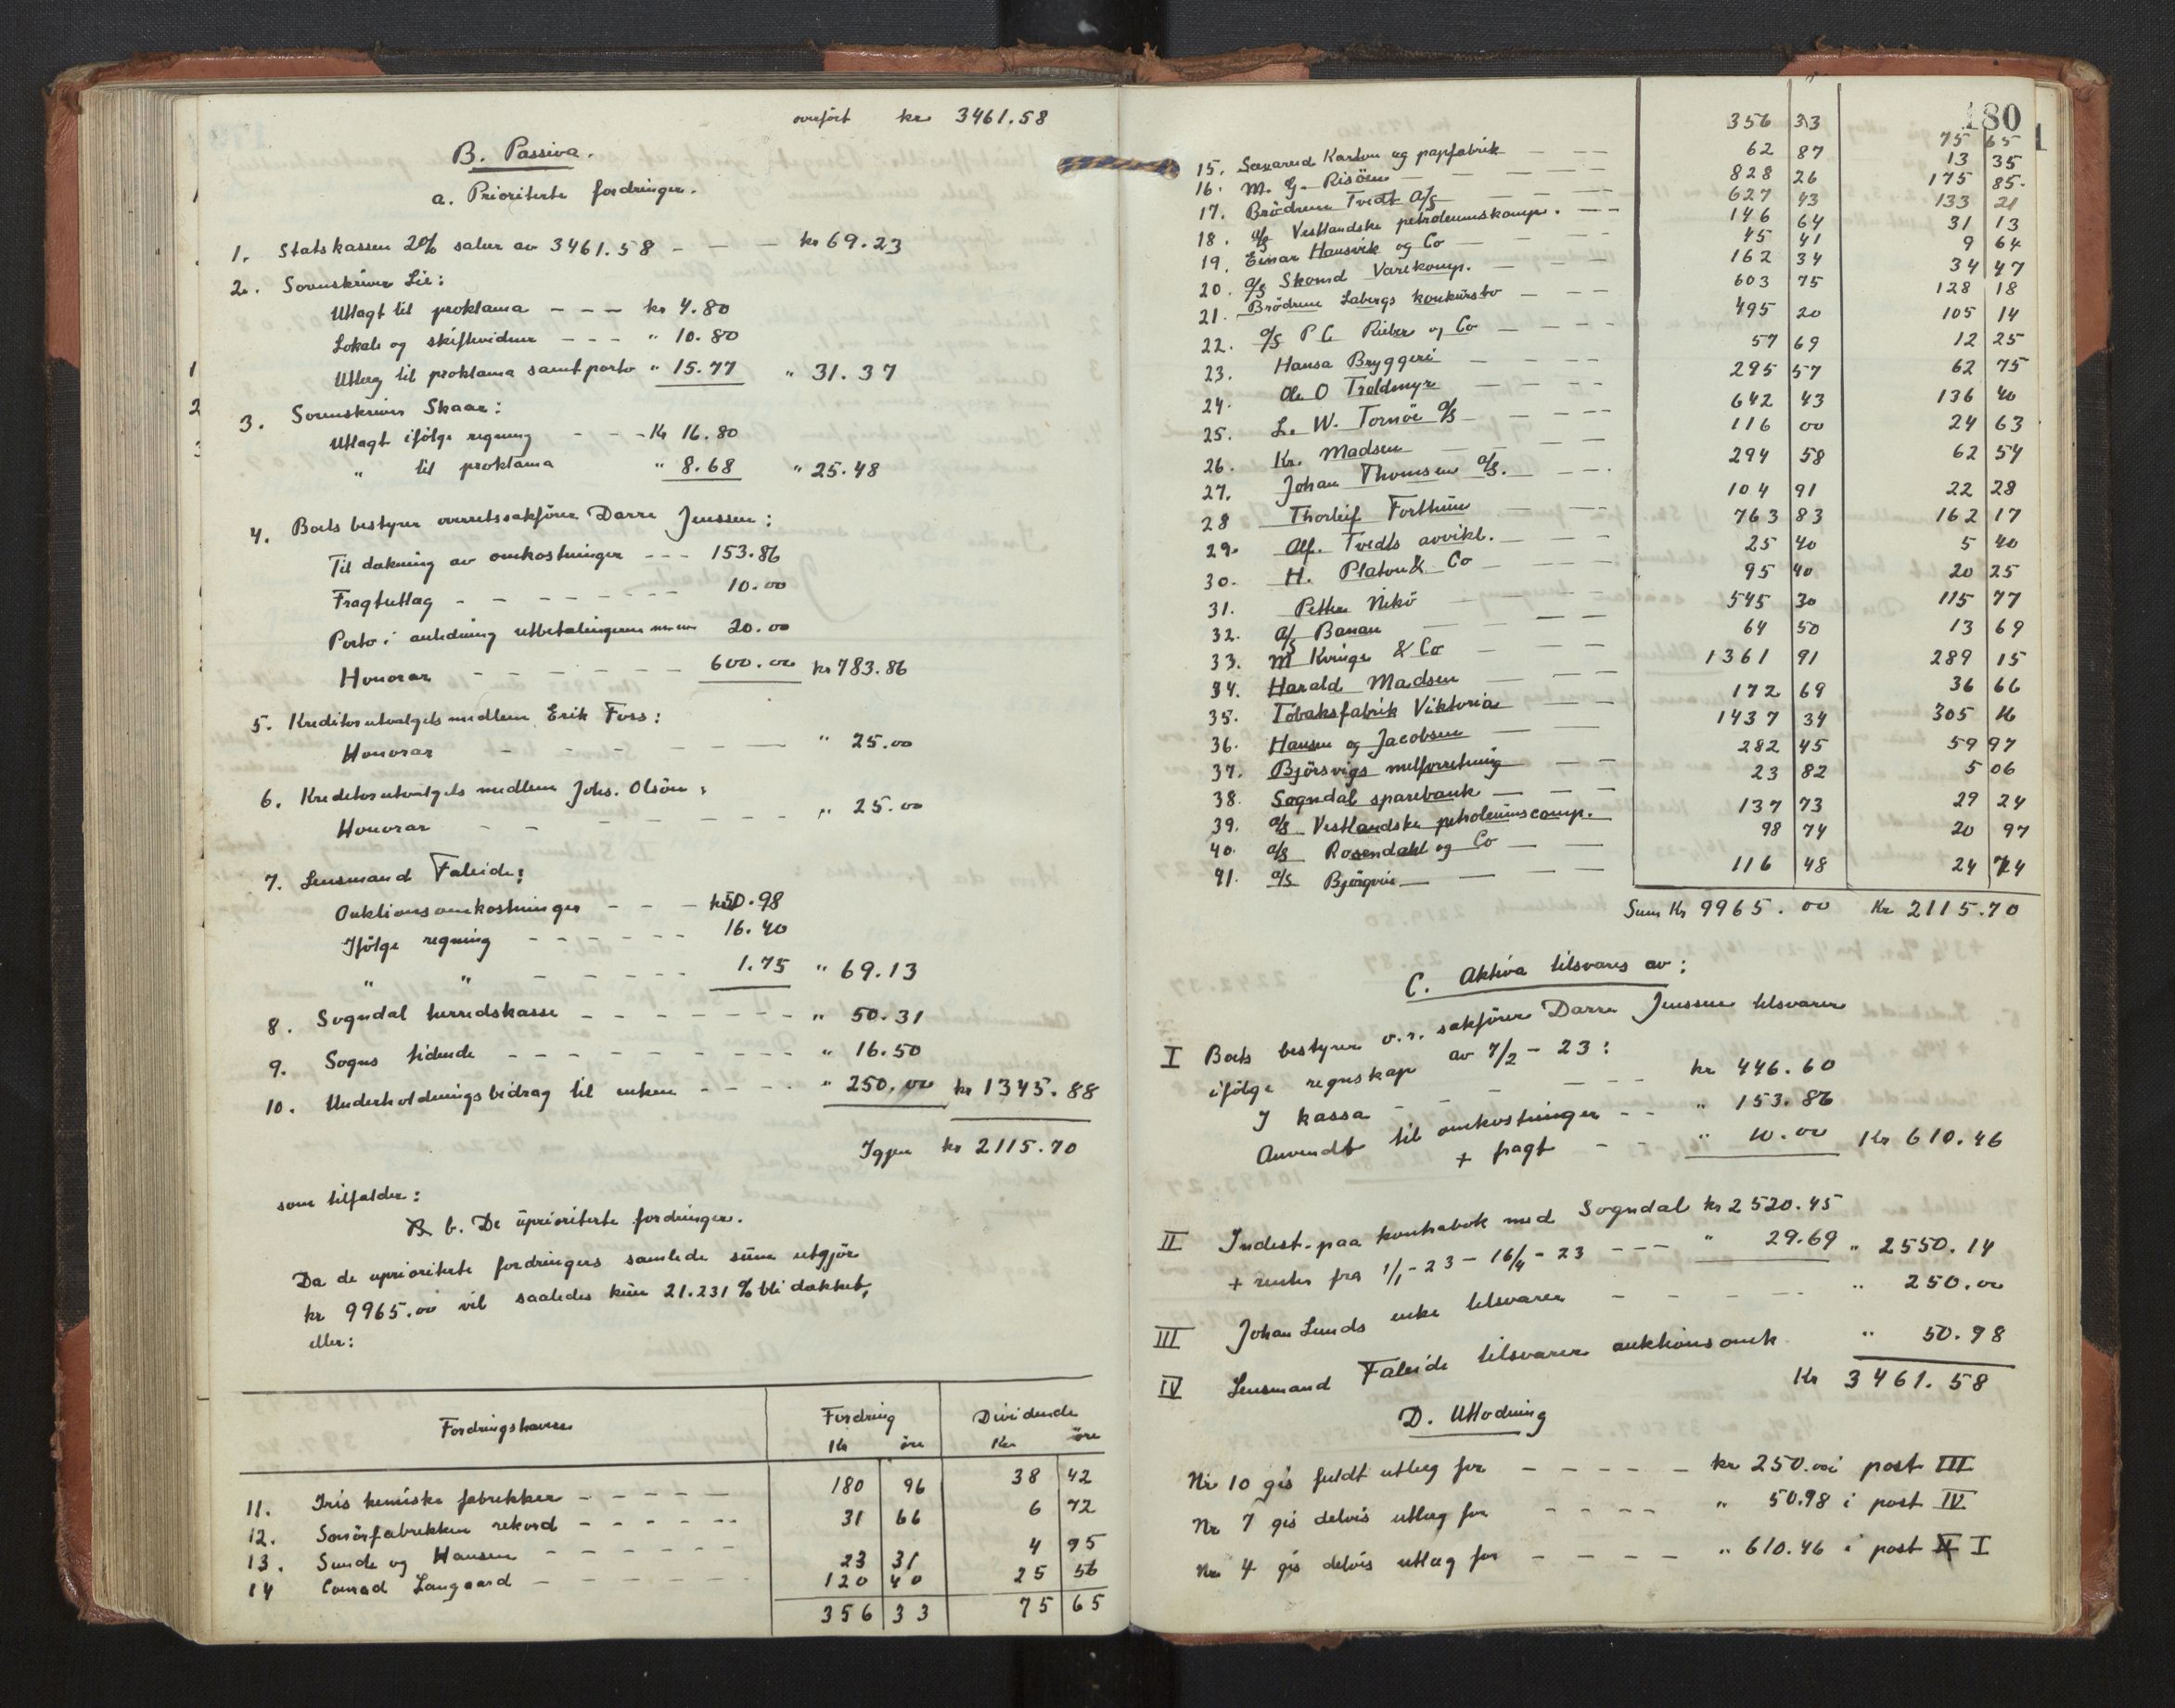 overført kr 3461.58
B. Passiva.
a. Prioriterte fordringer.
1. Statskassen 2% salær av 3461.58 - - - kr 69.23
2. Sorenskriver Lie:
Utlagt til proklama - - - kr 4.80
Lokale og skiftevidner - - - " 10.80
Utlæg til proklama samt porto " 15.77 " 31.37
3. Sorenskriver Skaar:
Utlagt ifølge regning - - - Kr 16.80
" til proklama " 8.68 " 25.48
4. Boets bestyrer overretssakfører Darre Jenssen:
Til dækning av omkostninger - - - 153.86
Fragtutlag - - - - - - - 10.00
Porto i anledning utbetalingerne m.m. 20.00
Honorar - - - - - - 600.00 kr 783.86
5. Kreditorutvalgets medlem Erik Foss:
Honorar - - - - - - " 25.00
6. Kreditorutvalgets medlem Johs. Olsøn:
Honorar - - - - - - - " 25.00
7. Lensmand Faleide:
Auktionsomkostninger - - - kr 50.98
Ifølge regning - - - - - - 16.40
" " - - - - - 1.75 " 69.13
8. Sogndal herredskasse - - - - - - - " 50.31
9. Sogns tidende - - - - - - - - - " 16.50
10. Underholdningsbidrag til enken - - - - " 250.00 kr 1345.88
Igjen kr 2115.70
som tilfalder:
b. De uprioriterte fordringer.
Da de uprioriterte fordringers samlede sum utgjør
kr 9965.00 vil saaledes kun 21.231 % bli dækket,
eller:
Fordringshaver Fordring Dividende
Kr øre Kr øre
11. Iris kemiske fabrikker - - - - - 180 96 38 42
12. Smörfabrikken rekord - - - - - - 31 66 6 72
13. Sunde og Hansen - - - - - - 23 31 4 95
14 Conrad Langaard - - - - - - 120 40 25 56
356 33 75 65
180
356 33 75 65
15. Saxarud Karton og papfabrik - - - 62 87 13 35
16. M. G. Risøen - - - - - 828 26 175 85
17. Brødrene Tvedt A/S - - - 627 43 133 21
18. A/S Vestlandske petroleumskomp. - - - 146 64 31 13
19. Einar Hansvik og Co - - - - 45 41 9 64
20. A/S Skomd Varekomp. - - - - 162 34 34 47
21. Brødrene Labergs konkursbo - - - 603 75 128 18
22. A/S P C Rieber og Co - - - - 495 20 105 14
23. Hansa Bryggeri - - - - 57 69 12 25
24. Ole O Troldmyr - - - - 295 57 62 75
25. L. W. Tornøe A/S - - - - 642 43 136 40
26. Kr. Madsen - - - - 116 00 24 63
27. Johan Thomsen A/S. - - - 294 58 62 54
28 Thorleif Forthun - - - 104 91 22 28
29. Alf. Tvedts avvikl. - - - - 763 83 162 17
30. H. Platou & Co - - - - 25 40 5 40
31. Petter Nikö - - - - 95 40 20 25
32. A/S Banan - - - - 545 30 115 77
33. M Kvinge & Co - - - - 64 50 13 69
34. Harald Madsen - - - 1361 91 289 15
35. Tobaksfabrik Viktoria - - - 172 69 36 66
36. Hansen og Jacobsen - - 1437 34 305 16
37. Bjørsvigs melforretning - - 282 45 59 97
38. Sogndal sparebank - - - 23 82 5 06
39. A/S Vestlandske petroleumscomp. 137 73 29 24
40. A/S Rosendahl og Co - - 98 74 20 97
41. A/S Bjørgvin - - - - 116 48 24 74
Sum Kr 9965.00 Kr 2115.70
C. Aktiva tilsvares av:
I Boets bestyrer o.r. sakfører Darre Jenssen tilsvarer
ifølge regnskap av 7/2 - 23:
I kassa - - - - - - kr 446.60
Anvendt til omkostninger - - " 153.86
+ fragt - - " 10.00 Kr 610.46
II Indest. paa kontrabok med Sogndal kr 2520.45
+ renter fra 1/1 - 23 - 16/4 - 23 - - - " 29.69 " 2550.14
III Johan Lunds enke tilsvarer - - - - - " 250.00
IV Lensmand Faleide tilsvarer auktionsomk " 50.98
Kr 3461.58
D. Utlodning
Nr 10 gis fuldt utlæg for - - - - - kr 250.00 i post III
Nr 7 gis delvis utlæg for - - - - " 50.98 i post IV
Nr 4 gis delvis utlæg for - - - - " 610.46 i post I